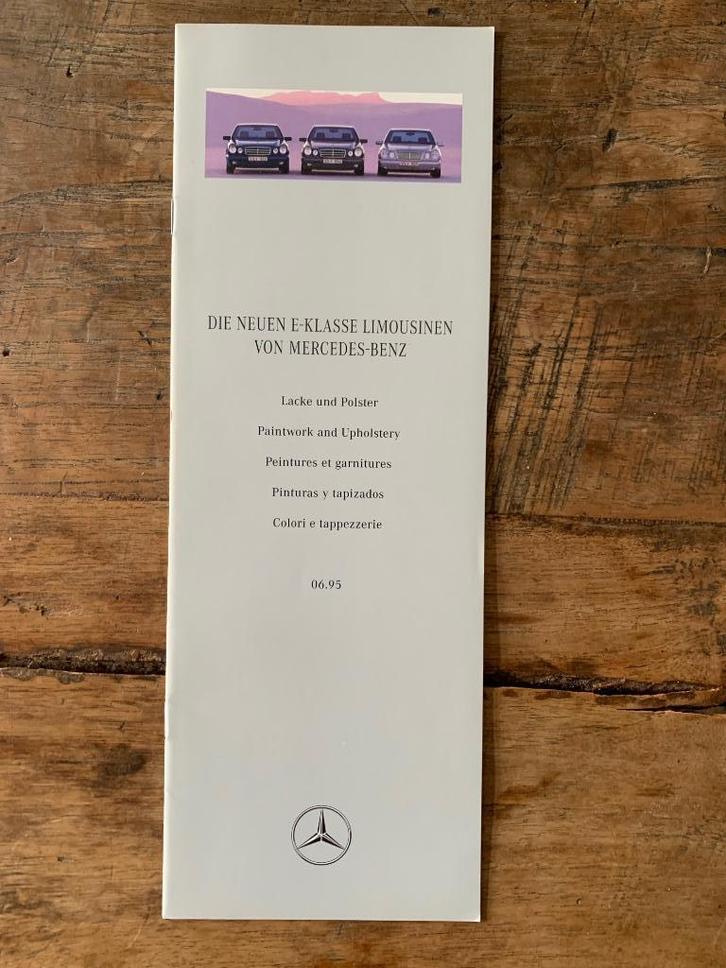 DIE NEUEN E-KLASSE LIMOUSINEN
VON MERCEDES-BENZ
Lacke und Polster
Paintwork and Upholstery
Peintures et garnitures
Pinturas y tapizados
Colori e tappezzerie
06.95